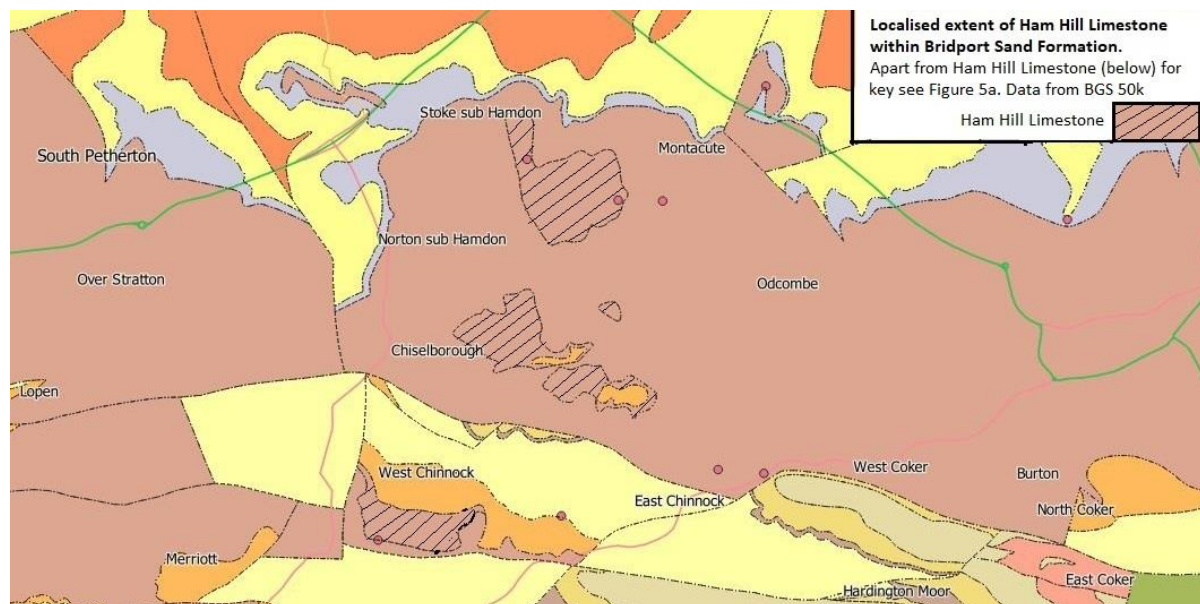 Localised extent of Ham Hill Limestone
within Bridport Sand Formation.
Apart from Ham Hill Limestone (below) for
key see Figure 5a. Data from BGS 50k
Ham Hill Limestone
Stoke sub Hamdon
South Petherton
Montacute
Norton sub Hamdon
Over Stratton
Odcombe
Chiselborough
Lopen
West Chinnock
West Coker
Burton
East Chinnock
North Coker
Merriott
East Coker
Hardington Moor